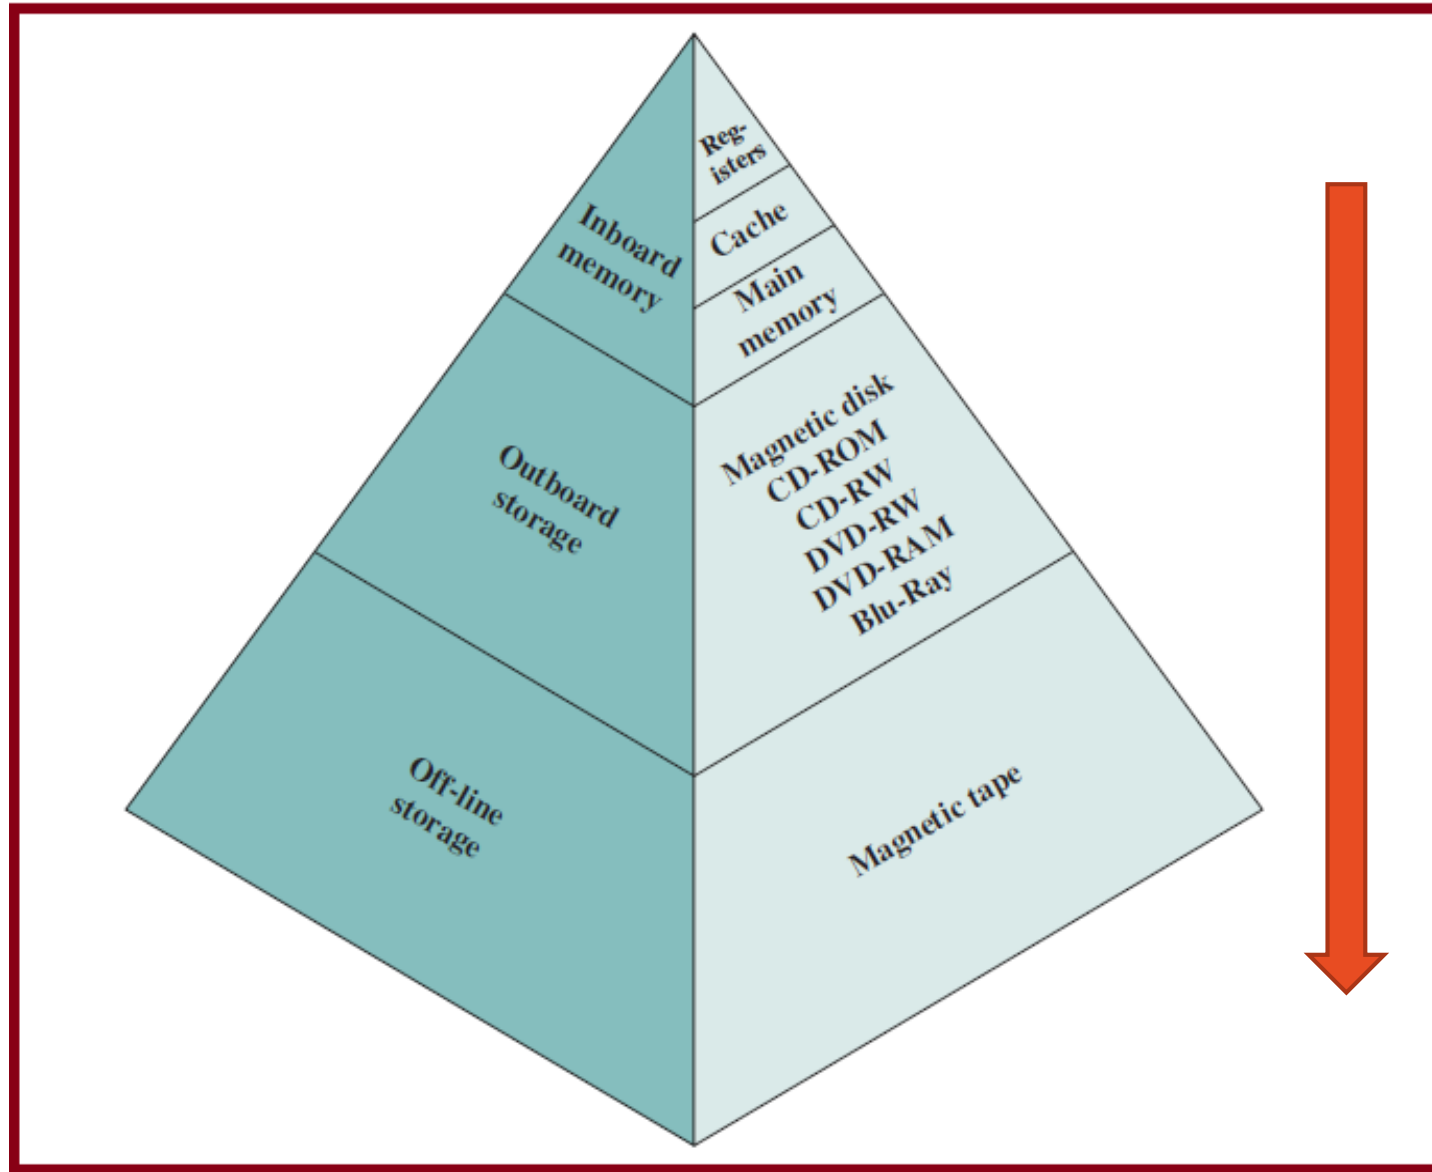 Reg-
isters
Cache
Main
memory
Inboard
memory
Magnetic disk
CD-ROM
CD-RW
DVD-RW
DVD-RAM
Blu-Ray
Outboard
storage
Magnetic tape
Off-line
storage